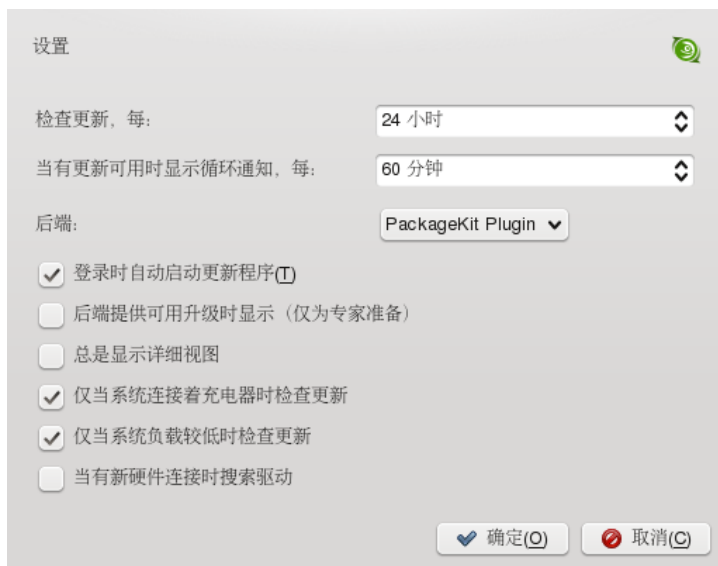 设置
检查更新，每： 24 小时
当有更新可用时显示循环通知，每： 60 分钟
后端： PackageKit Plugin
登录时自动启动更新程序(T)
后端提供可用升级时显示（仅为专家准备）
总是显示详细视图
仅当系统连接着充电器时检查更新
仅当系统负载较低时检查更新
当有新硬件连接时搜索驱动
确定(O) 取消(C)